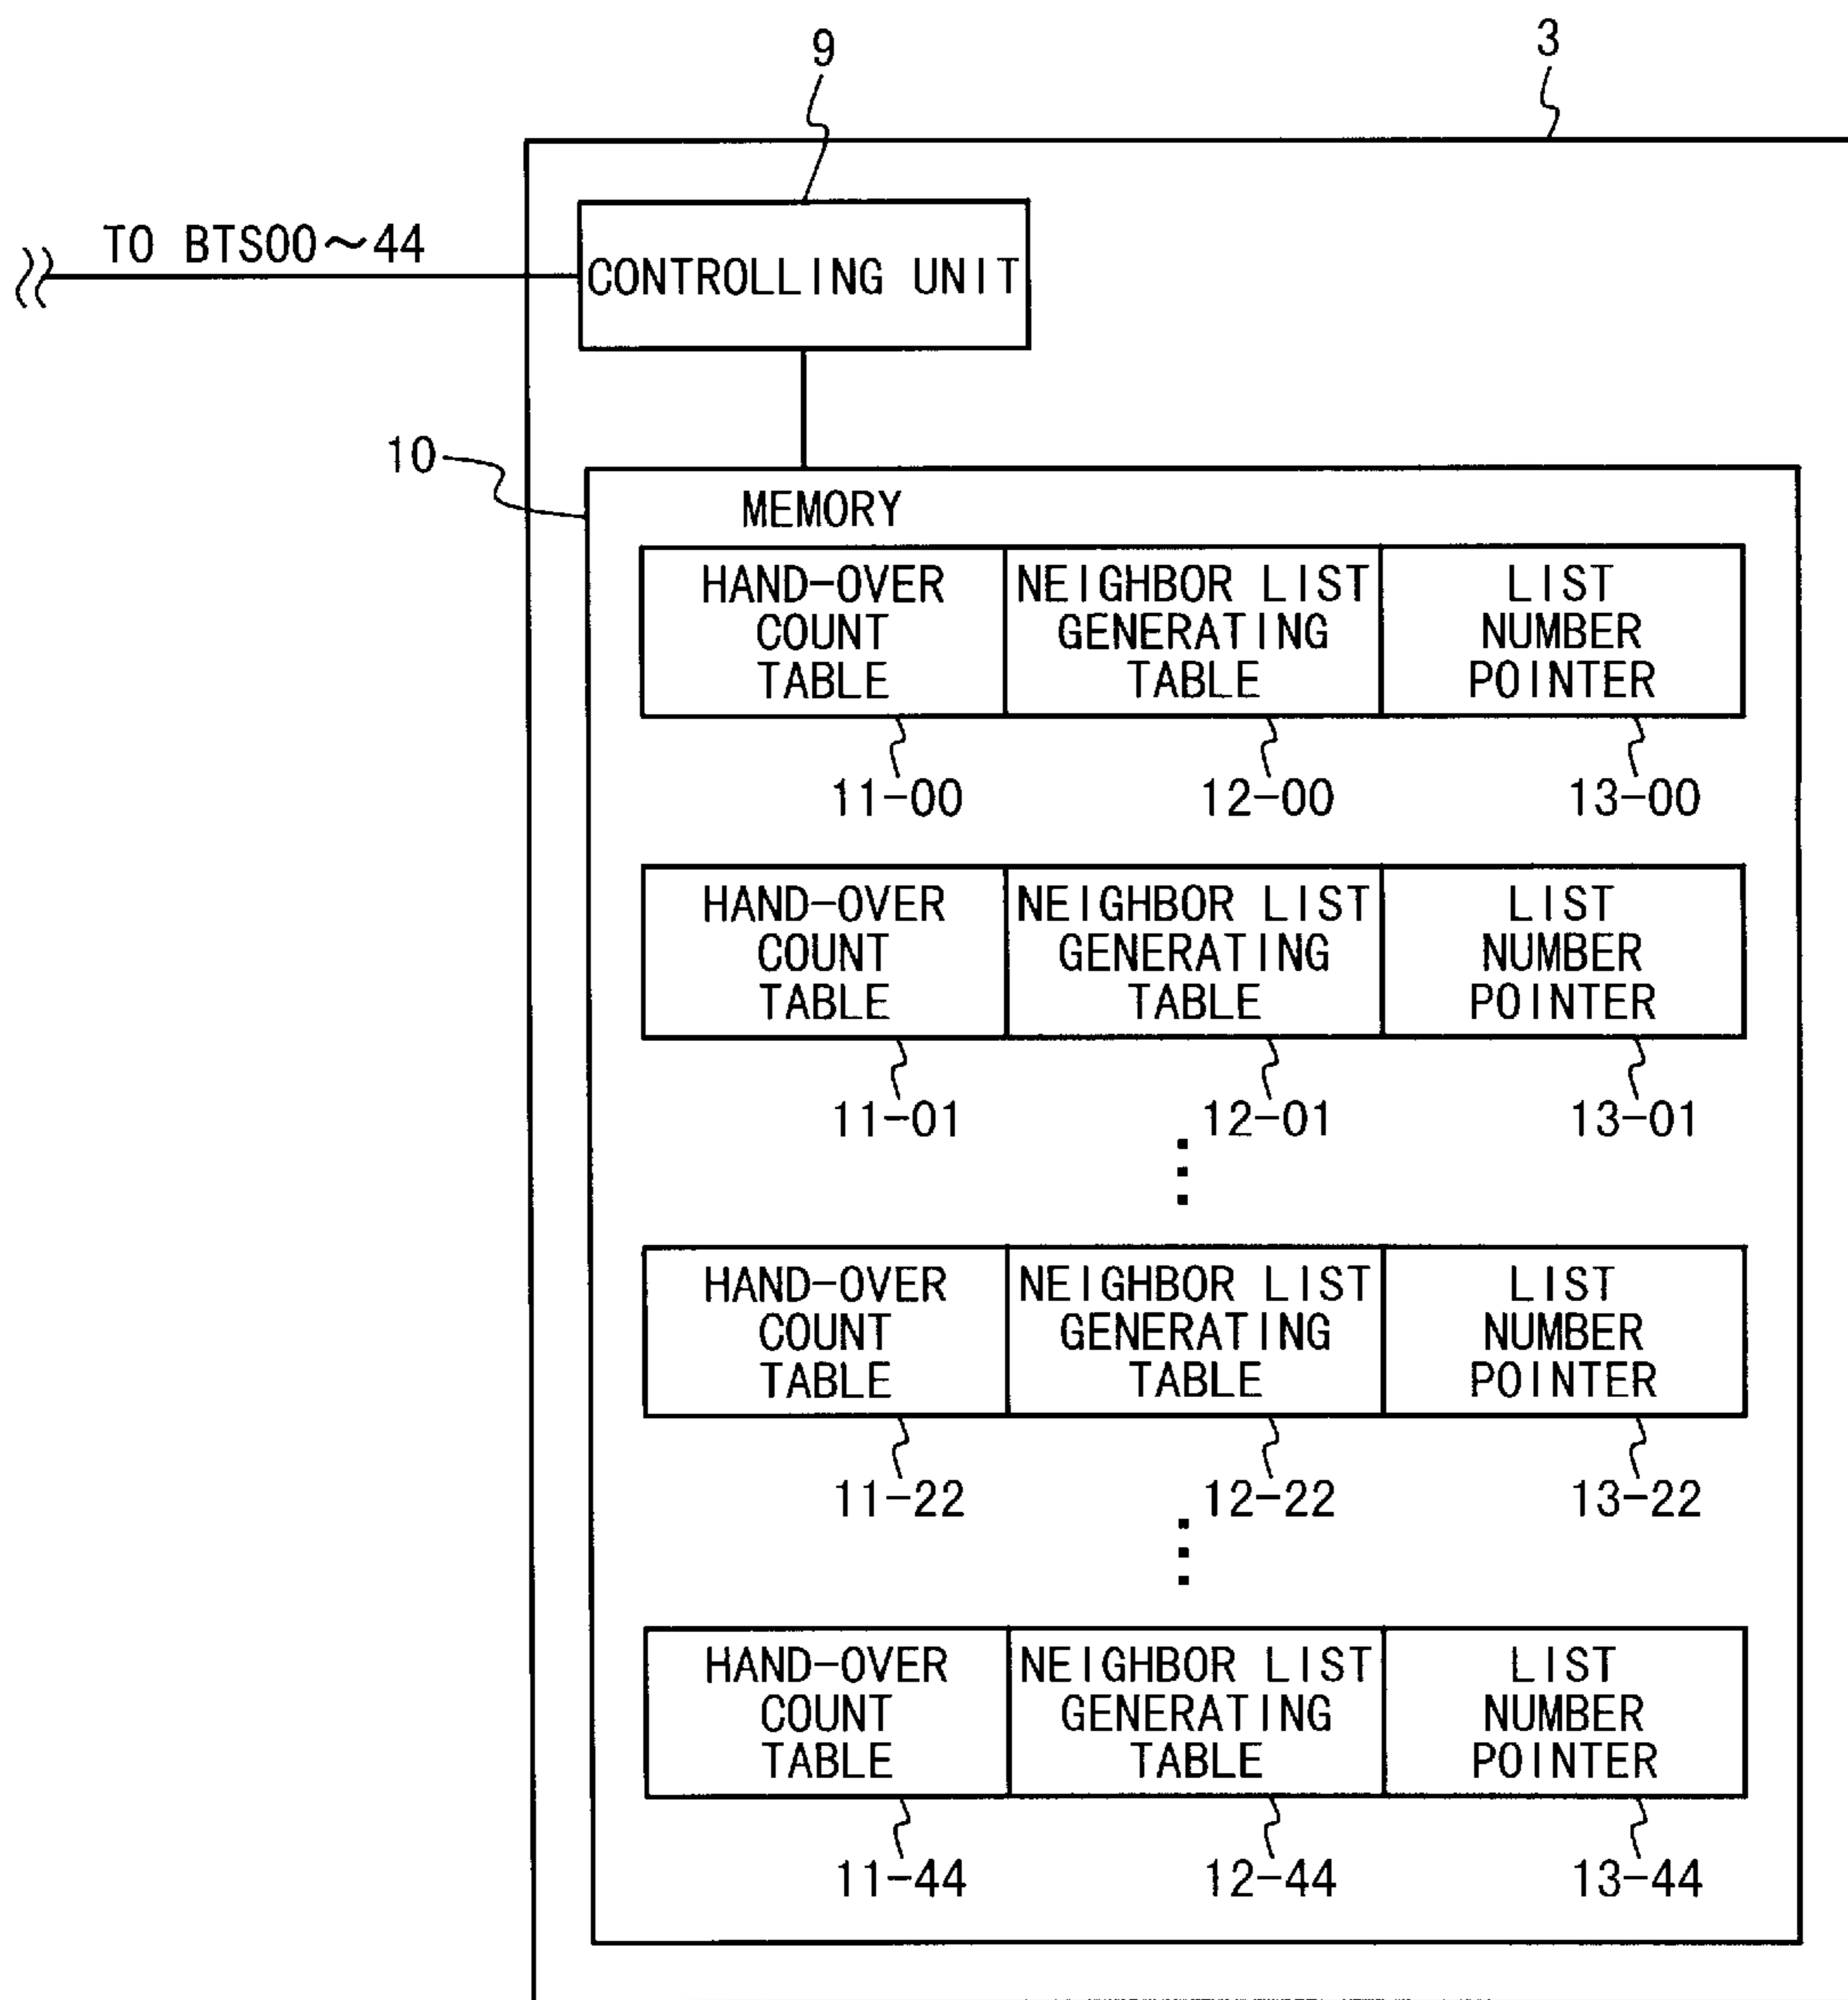 9
3
TO BTS00～44
CONTROLLING UNIT
10
MEMORY
HAND-OVER
COUNT
TABLE
NEIGHBOR LIST
GENERATING
TABLE
LIST
NUMBER
POINTER
11-00
12-00
13-00
HAND-OVER
COUNT
TABLE
NEIGHBOR LIST
GENERATING
TABLE
LIST
NUMBER
POINTER
11-01
12-01
13-01
HAND-OVER
COUNT
TABLE
NEIGHBOR LIST
GENERATING
TABLE
LIST
NUMBER
POINTER
11-22
12-22
13-22
HAND-OVER
COUNT
TABLE
NEIGHBOR LIST
GENERATING
TABLE
LIST
NUMBER
POINTER
11-44
12-44
13-44